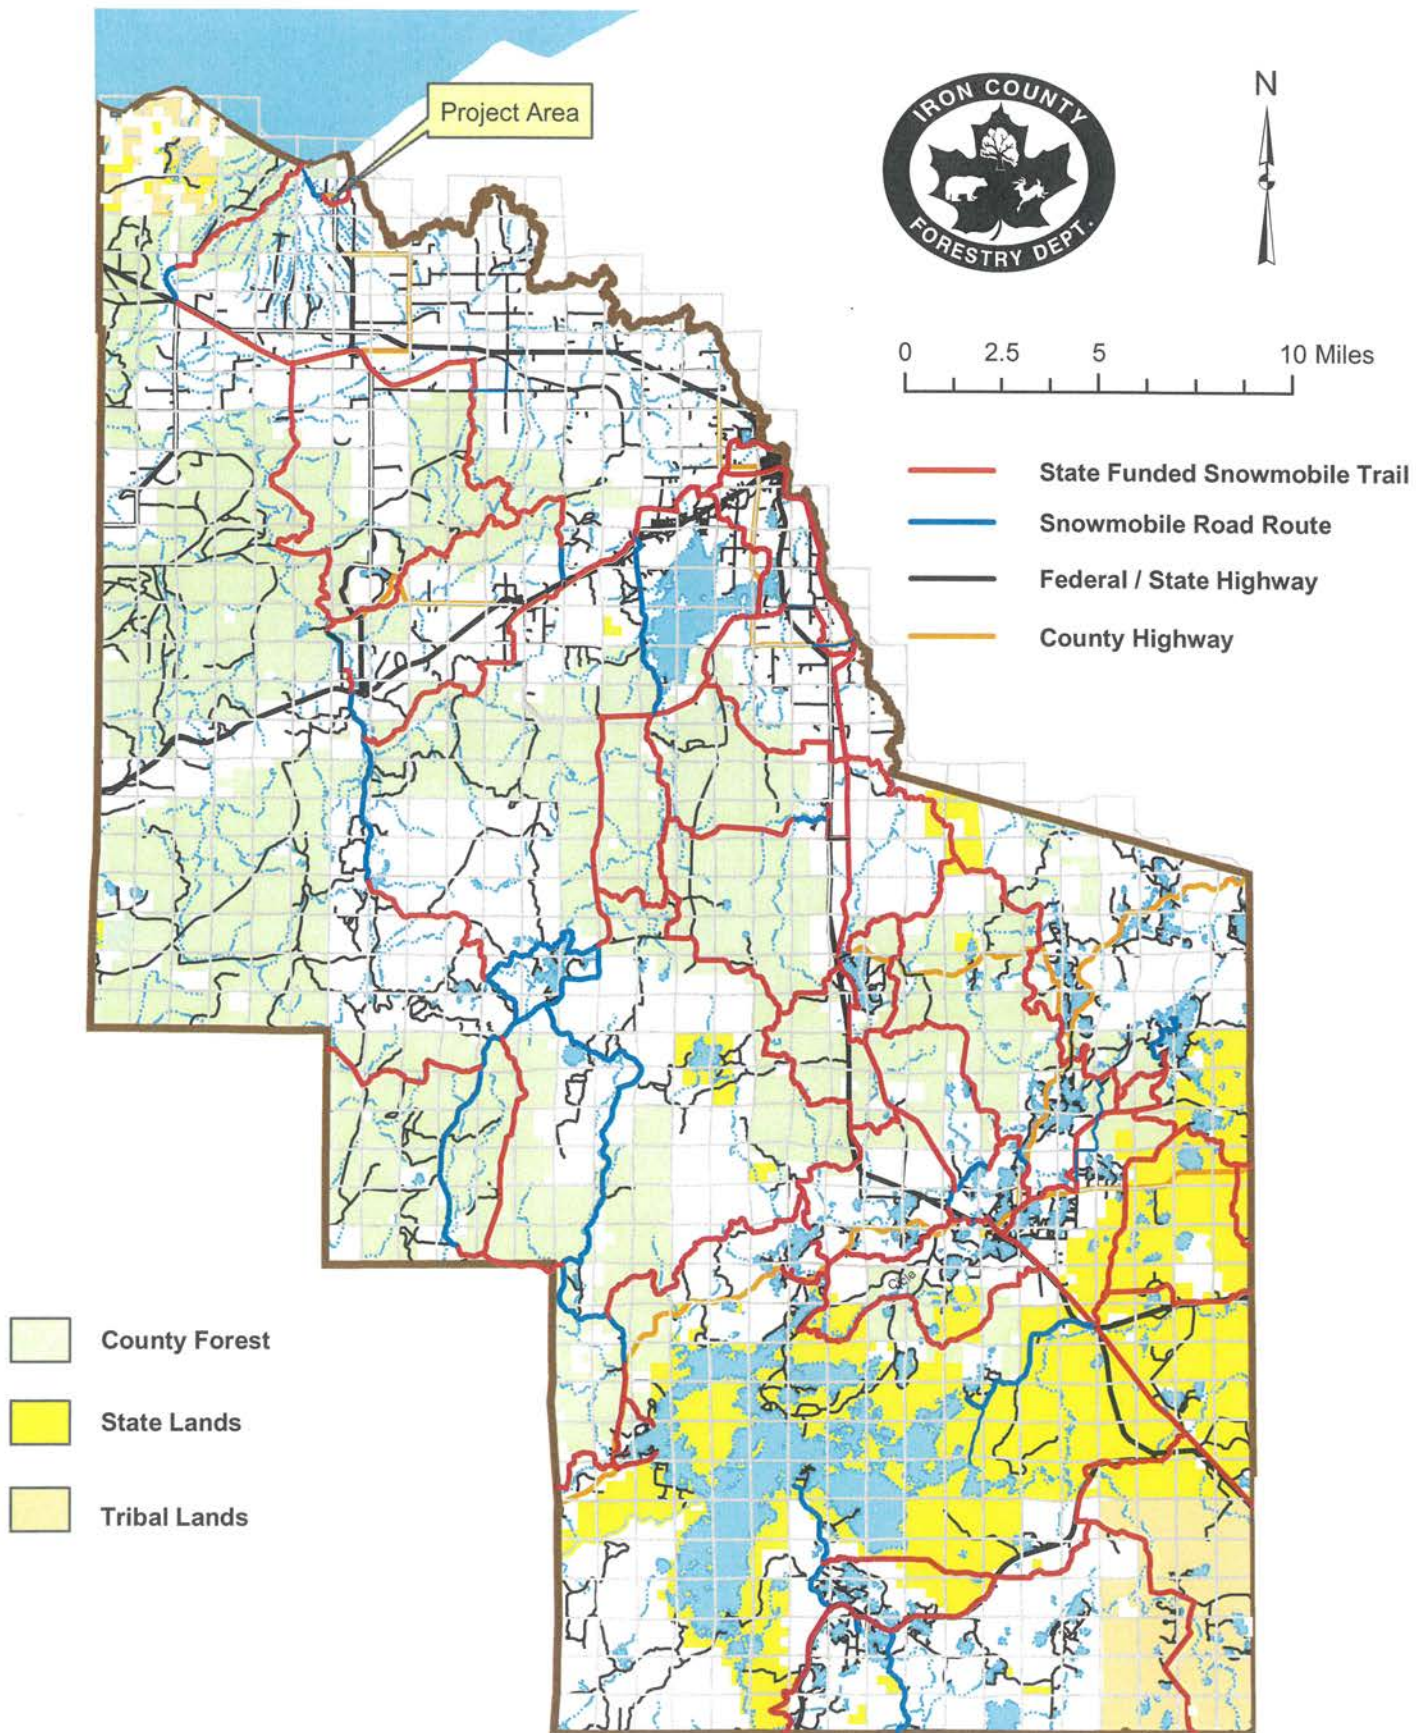 Project Area
IRON COUNTY
FORESTRY DEPT.
N
0 2.5 5 10 Miles
State Funded Snowmobile Trail
Snowmobile Road Route
Federal / State Highway
County Highway
County Forest
State Lands
Tribal Lands